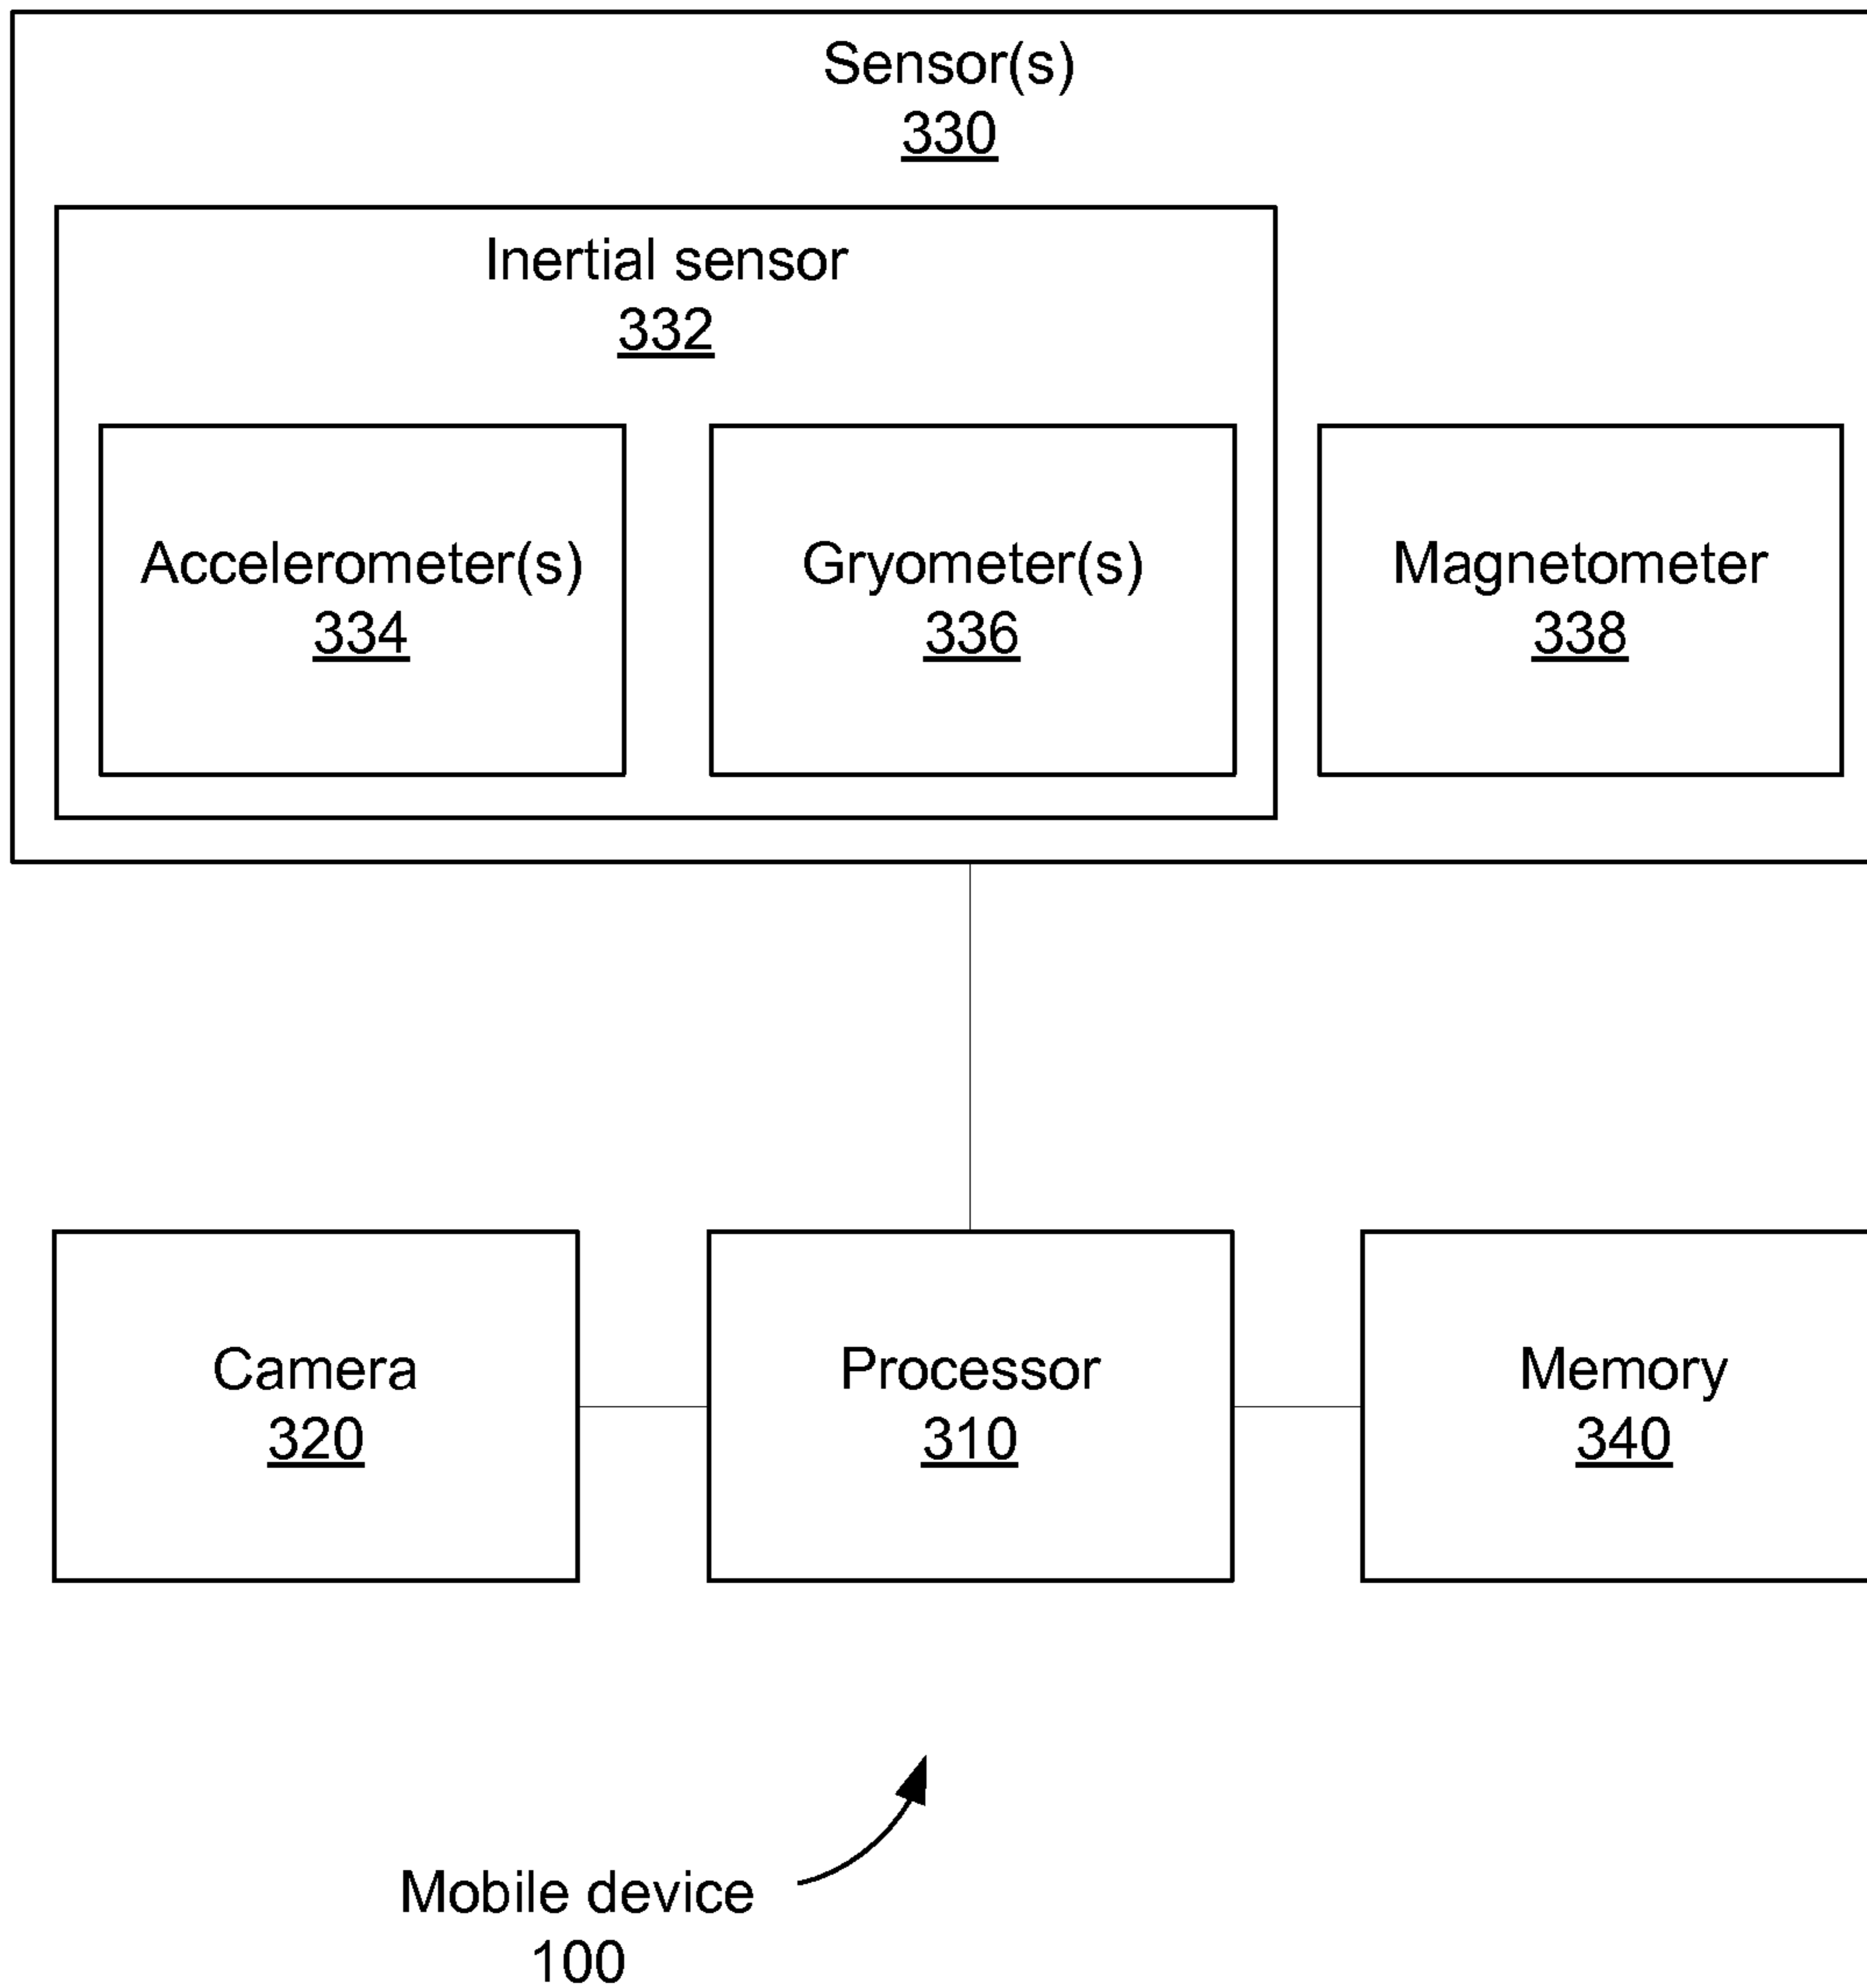 Sensor(s)
330
Inertial sensor
332
Accelerometer(s)
334
Gryometer(s)
336
Magnetometer
338
Camera
320
Processor
310
Memory
340
Mobile device
100